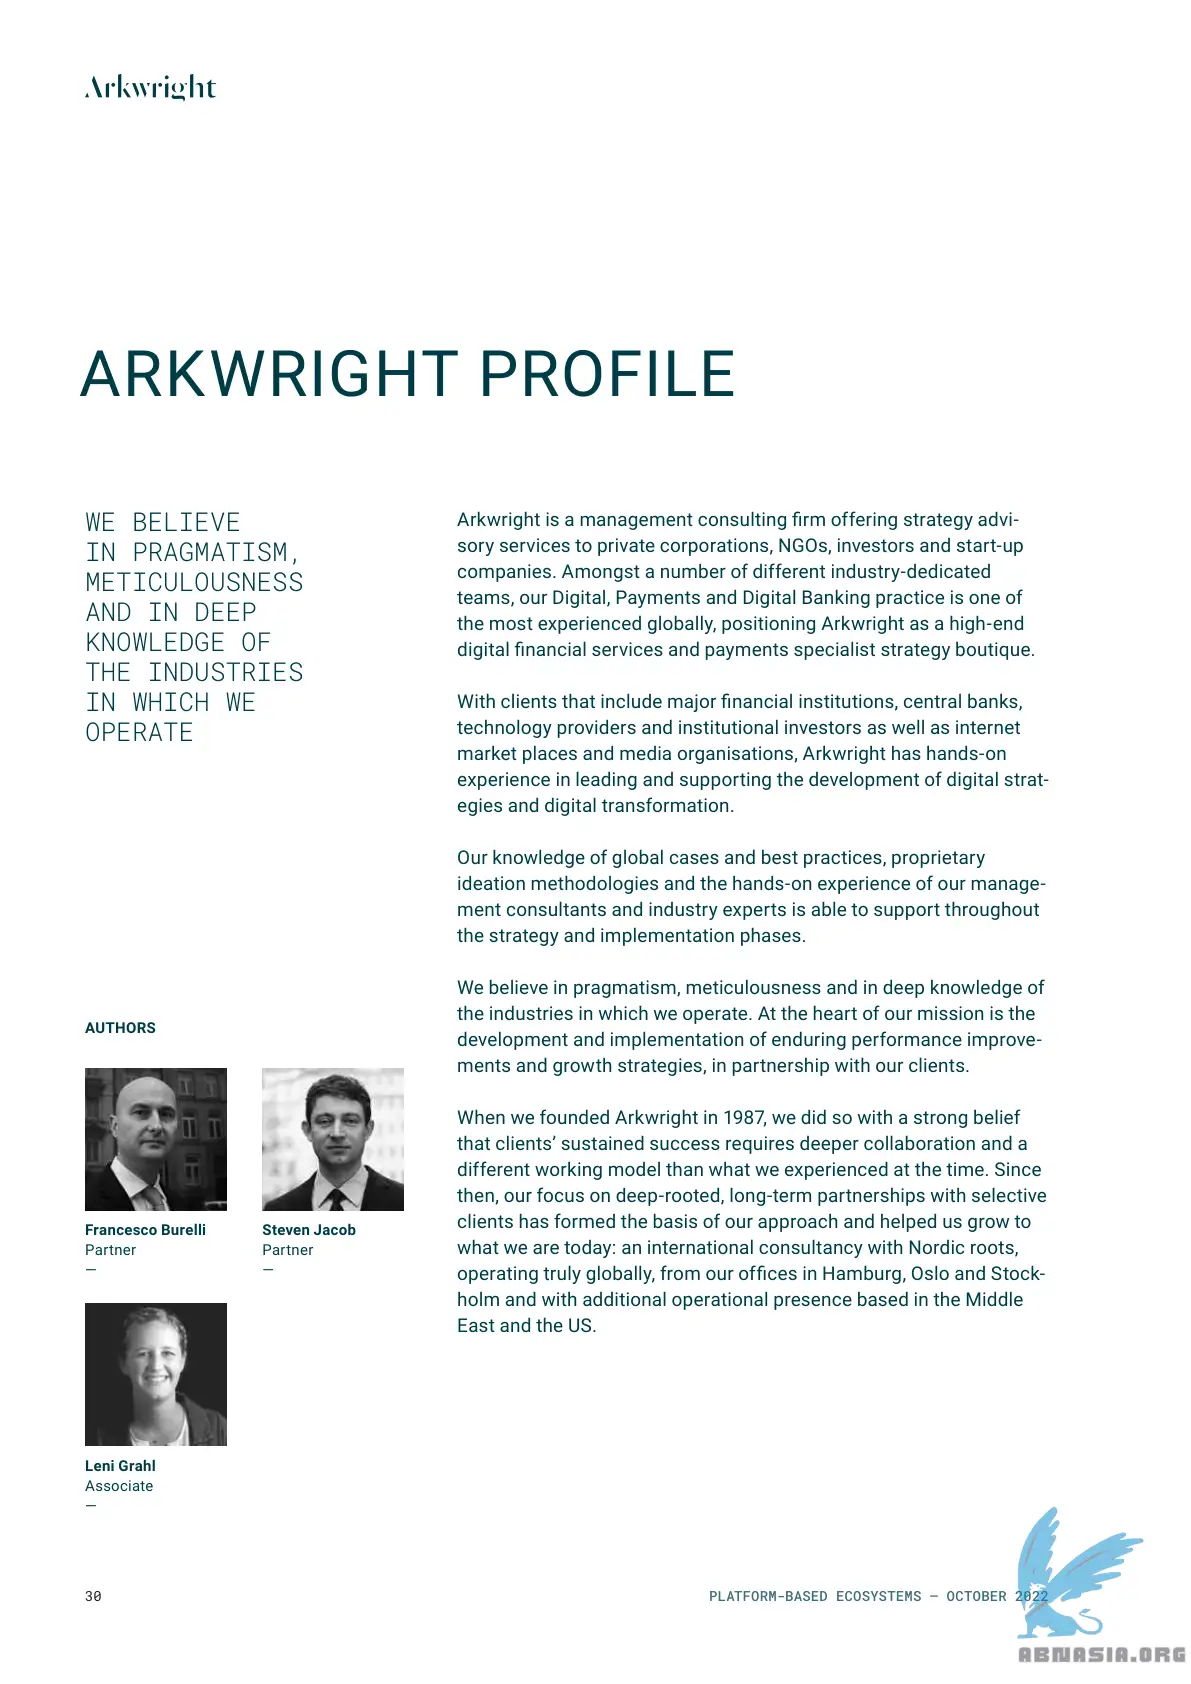 Arkwright
ARKWRIGHT PROFILE
WE BELIEVE
IN PRAGMATISM,
METICULOUSNESS
AND IN DEEP
KNOWLEDGE OF
THE INDUSTRIES
IN WHICH WE
OPERATE
Arkwright is a management consulting firm offering strategy advi-
sory services to private corporations, NGOs, investors and start-up
companies. Amongst a number of different industry-dedicated
teams, our Digital, Payments and Digital Banking practice is one of
the most experienced globally, positioning Arkwright as a high-end
digital financial services and payments specialist strategy boutique.
With clients that include major financial institutions, central banks,
technology providers and institutional investors as well as internet
market places and media organisations, Arkwright has hands-on
experience in leading and supporting the development of digital strat-
egies and digital transformation.
Our knowledge of global cases and best practices, proprietary
ideation methodologies and the hands-on experience of our manage-
ment consultants and industry experts is able to support throughout
the strategy and implementation phases.
We believe in pragmatism, meticulousness and in deep knowledge of
the industries in which we operate. At the heart of our mission is the
development and implementation of enduring performance improve-
ments and growth strategies, in partnership with our clients.
When we founded Arkwright in 1987, we did so with a strong belief
that clients’ sustained success requires deeper collaboration and a
different working model than what we experienced at the time. Since
then, our focus on deep-rooted, long-term partnerships with selective
clients has formed the basis of our approach and helped us grow to
what we are today: an international consultancy with Nordic roots,
operating truly globally, from our offices in Hamburg, Oslo and Stock-
holm and with additional operational presence based in the Middle
East and the US.
AUTHORS
Francesco Burelli
Partner
—
Steven Jacob
Partner
—
Leni Grahl
Associate
—
30
PLATFORM-BASED ECOSYSTEMS — OCTOBER 2022
ABNASIA.ORG